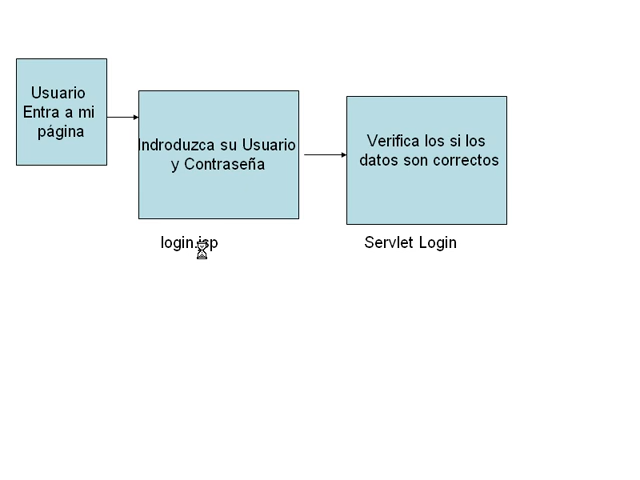 Usuario
Entra a mi
página
Indroduzca su Usuario
y Contraseña
Verifica los si los
datos son correctos
login.jsp
Servlet Login